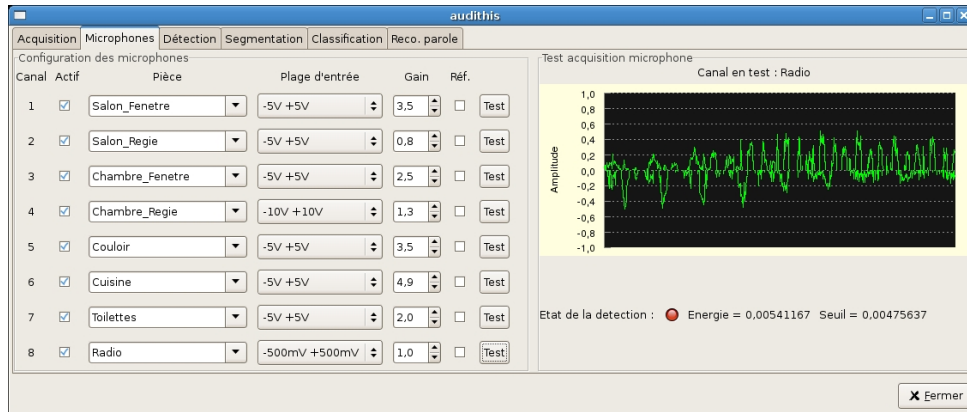 audithis
Acquisition Microphones Détection Segmentation Classification Reco. parole
Configuration des microphones
Canal Actif Pièce Plage d'entrée Gain Réf.
1 Salon_Fenetre -5V +5V 3,5 Test
2 Salon_Regie -5V +5V 0,8 Test
3 Chambre_Fenetre -5V +5V 2,5 Test
4 Chambre_Regie -10V +10V 1,3 Test
5 Couloir -5V +5V 3,5 Test
6 Cuisine -5V +5V 4,9 Test
7 Toilettes -5V +5V 2,0 Test
8 Radio -500mV +500mV 1,0 Test
Test acquisition microphone
Canal en test : Radio
Amplitude
1,0
0,8
0,6
0,4
0,2
0,0
-0,2
-0,4
-0,6
-0,8
-1,0
Etat de la detection : Energie = 0,00541167 Seuil = 0,00475637
X Fermer